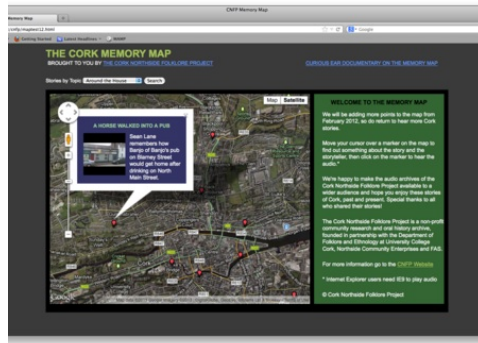 CNFP Memory Map
Memory Map
cnfp/maptest12.html
Google
Getting Started
Latest Headlines
THE CORK MEMORY MAP
BROUGHT TO YOU BY THE CORK NORTHSIDE FOLKLORE PROJECT
CURIOUS EAR DOCUMENTARY ON THE MEMORY MAP
Stories by Topic Around the House Search
Map Satellite
A HORSE WALKED INTO A PUB
Sean Lane
remembers how
Banjo of Banjo's pub
on Blarney Street
would get home after
drinking on North
Main Street.
WELCOME TO THE MEMORY MAP
We will be adding more points to the map from
February 2012, so do return to hear more Cork
stories.
Move your cursor over a marker on the map to
find out something about the story and the
storyteller, then click on the marker to hear the
audio.*
We're happy to make the audio archives of the
Cork Northside Folklore Project available to a
wider audience and hope you enjoy these stories
of Cork, past and present. Special thanks to all
who shared their stories!
The Cork Northside Folklore Project is a non-profit
community research and oral history archive,
founded in partnership with the Department of
Folklore and Ethnology at University College
Cork, Northside Community Enterprises and FAS.
For more information go to the CNFP Website
* Internet Explorer users need IE9 to play audio
© Cork Northside Folklore Project
Google